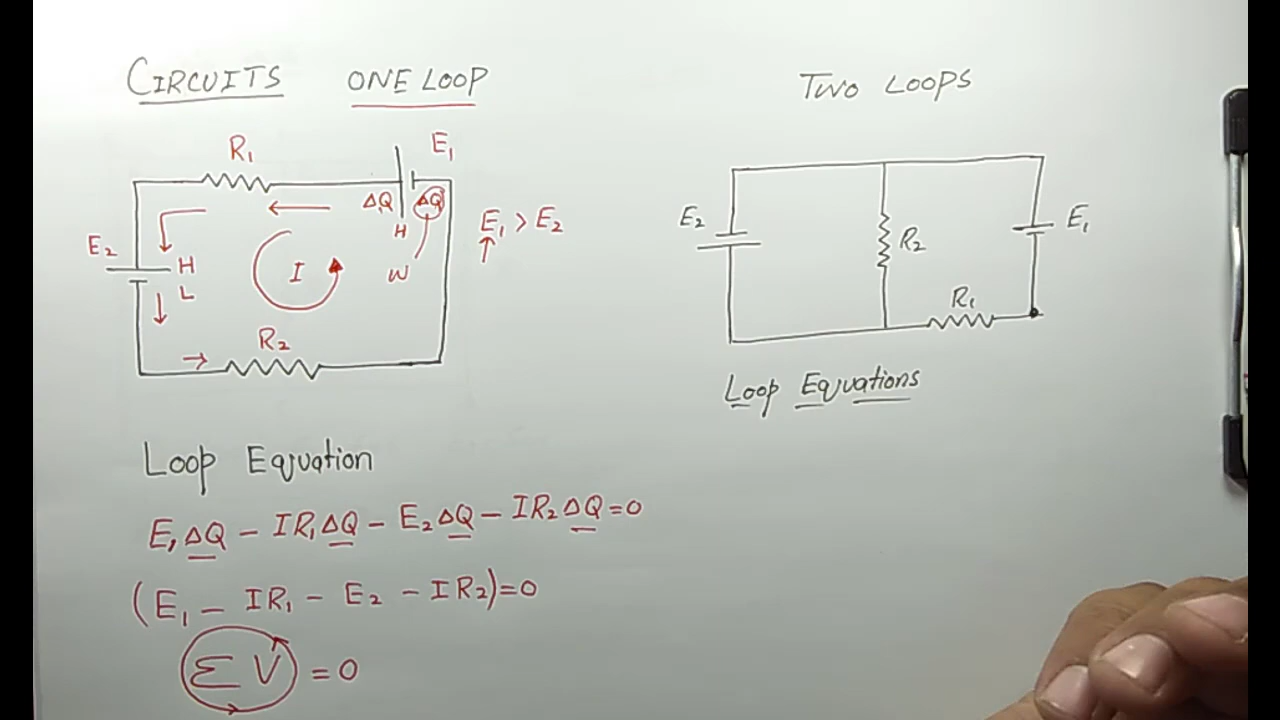 CIRCUITS ONE LOOP
R₁
E₁
ΔQ ΔQ
H
E₁ > E₂
E₂
H
L
I
W
R₂
Loop Equation
E₁ΔQ - IR₁ΔQ - E₂ΔQ - IR₂ΔQ = 0
(E₁ - IR₁ - E₂ - IR₂) = 0
ΣV = 0
TWO LOOPS
E₂
R₂
E₁
R₁
Loop Equations